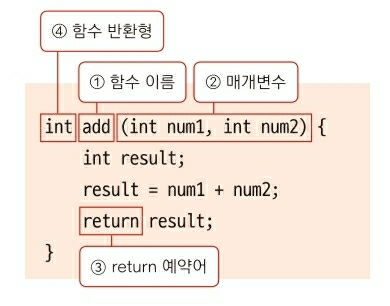 ④ 함수 반환형
① 함수 이름
② 매개변수
int add (int num1, int num2) {
int result;
result = num1 + num2;
return result;
}
③ return 예약어